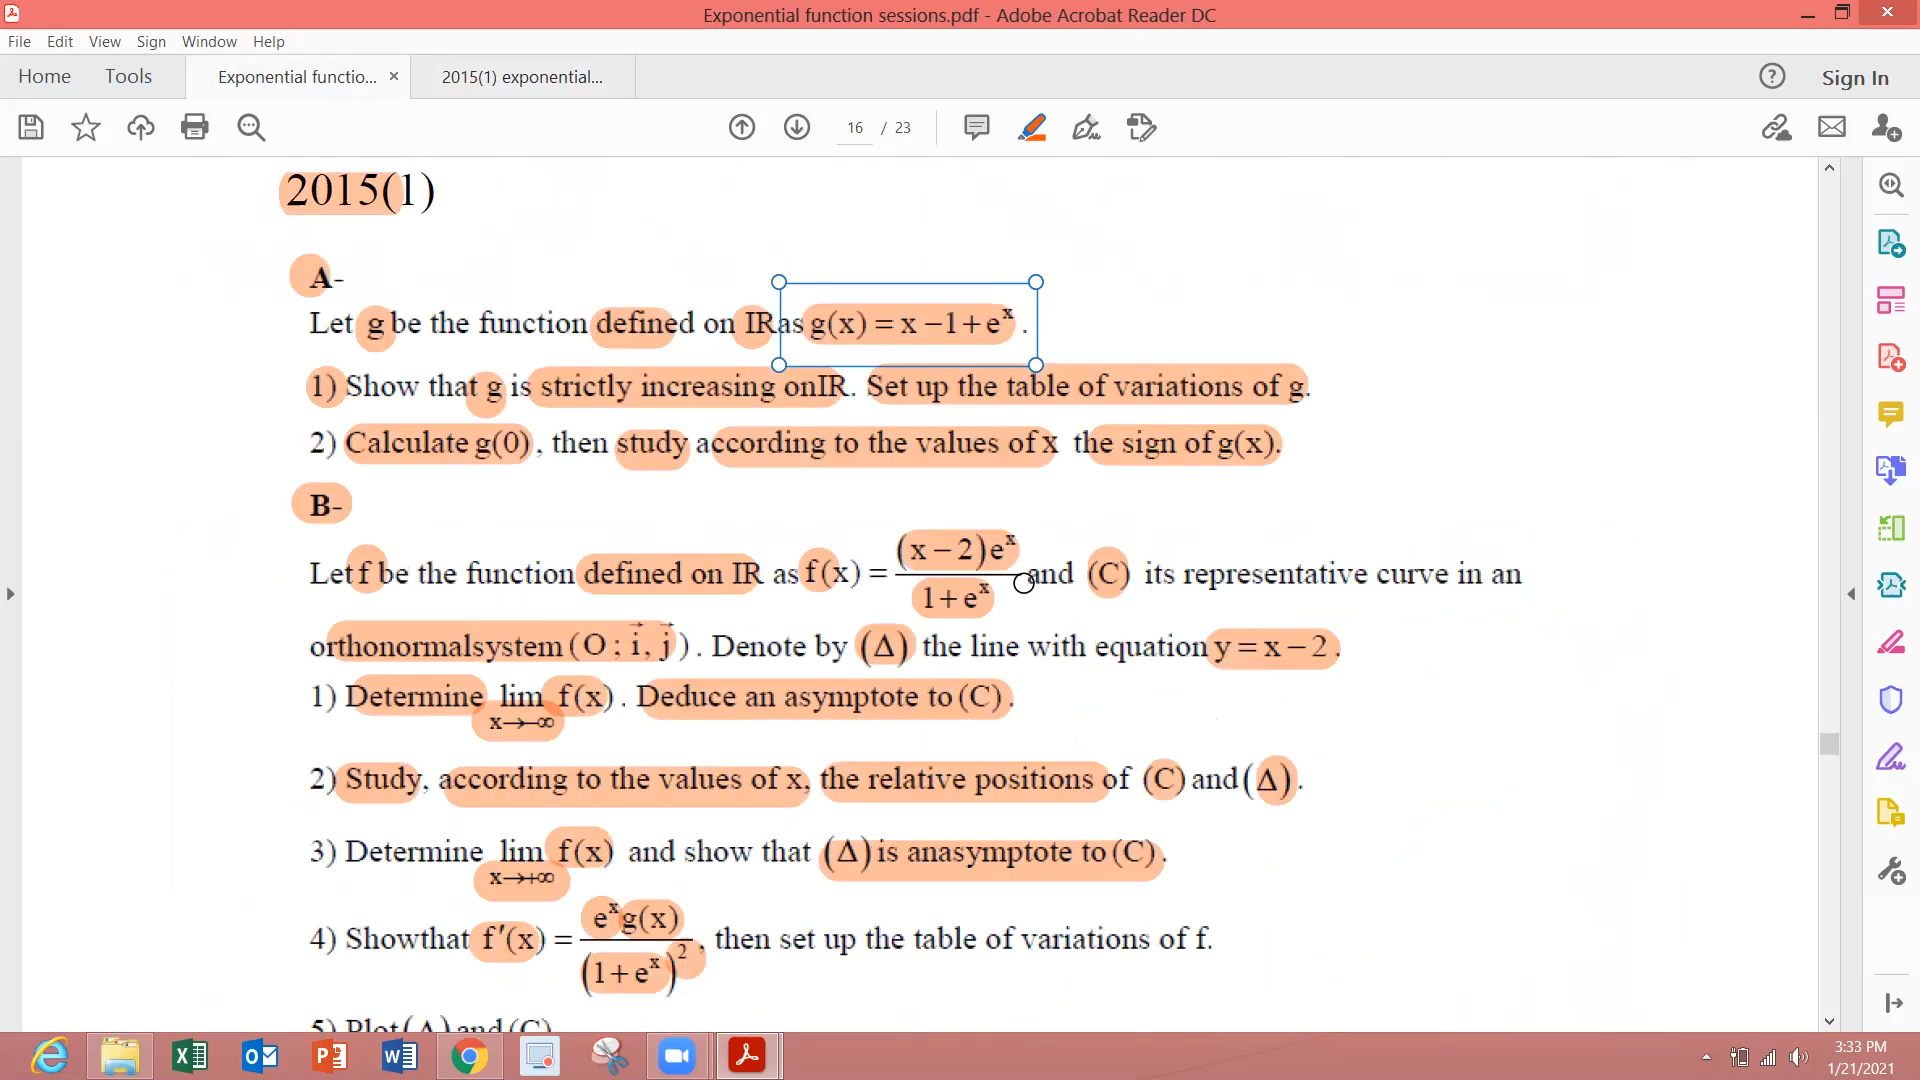 Exponential function sessions.pdf - Adobe Acrobat Reader DC
File Edit View Sign Window Help
Home Tools Exponential functio... × 2015(1) exponential... Sign In
16 / 23
2015(1)
A-
Let g be the function defined on IR as g(x) = x −1+ e^x .
1) Show that g is strictly increasing onIR. Set up the table of variations of g.
2) Calculate g(0) , then study according to the values of x the sign of g(x).
B-
Let f be the function defined on IR as f(x) = (x − 2)e^x / 1+ e^x and (C) its representative curve in an
orthonormalsystem (O ; i⃗, j⃗) . Denote by (Δ) the line with equation y = x − 2 .
1) Determine lim x→−∞ f(x) . Deduce an asymptote to (C) .
2) Study, according to the values of x, the relative positions of (C) and (Δ) .
3) Determine lim x→+∞ f(x) and show that (Δ) is anasymptote to (C) .
4) Showthat f′(x) = e^x g(x) / (1+ e^x)^2 , then set up the table of variations of f.
5) Plot (Δ) and (C)
3:33 PM
1/21/2021